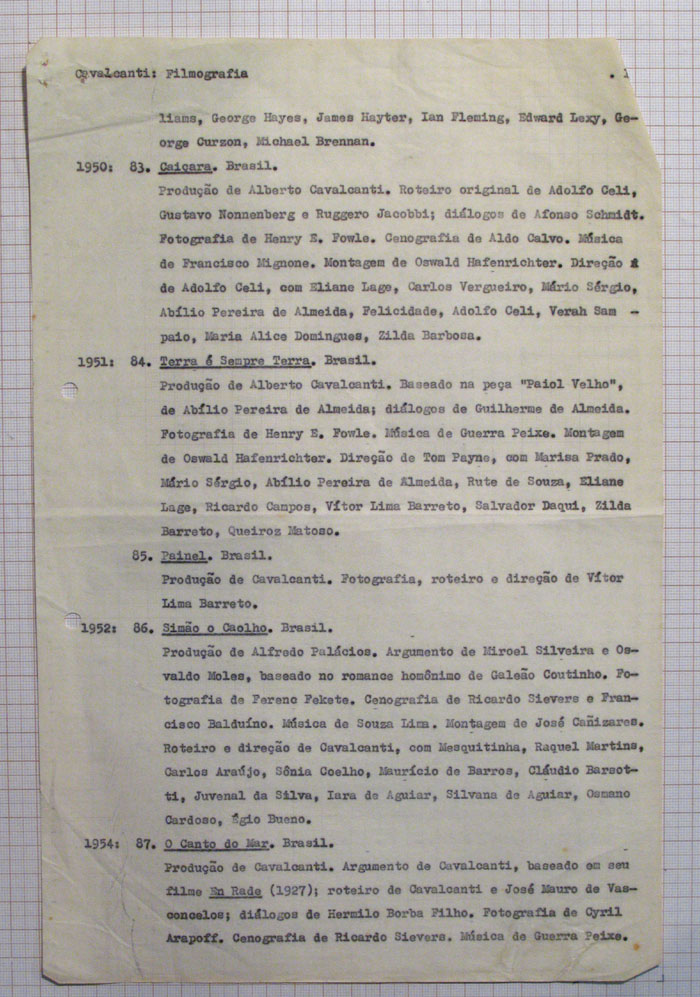 Cavalcanti: Filmografia . 1
liams, George Hayes, James Hayter, Ian Fleming, Edward Lexy, Ge-
orge Curzon, Michael Brennan.
1950: 83. Caiçara. Brasil.
Produção de Alberto Cavalcanti. Roteiro original de Adolfo Celi,
Gustavo Nonnenberg e Ruggero Jacobbi; diálogos de Afonso Schmidt.
Fotografia de Henry E. Fowle. Cenografia de Aldo Calvo. Música
de Francisco Mignone. Montagem de Oswald Hafenrichter. Direção
de Adolfo Celi, com Eliane Lage, Carlos Vergueiro, Mário Sérgio,
Abílio Pereira de Almeida, Felicidade, Adolfo Celi, Verah Sam -
paio, Maria Alice Domingues, Zilda Barbosa.
1951: 84. Terra é Sempre Terra. Brasil.
Produção de Alberto Cavalcanti. Baseado na peça "Paiol Velho",
de Abílio Pereira de Almeida; diálogos de Guilherme de Almeida.
Fotografia de Henry E. Fowle. Música de Guerra Peixe. Montagem
de Oswald Hafenrichter. Direção de Tom Payne, com Marisa Prado,
Mário Sérgio, Abílio Pereira de Almeida, Rute de Souza, Eliane
Lage, Ricardo Campos, Vítor Lima Barreto, Salvador Daqui, Zilda
Barreto, Queiroz Matoso.
85. Painel. Brasil.
Produção de Cavalcanti. Fotografia, roteiro e direção de Vítor
Lima Barreto.
1952: 86. Simão o Caolho. Brasil.
Produção de Alfredo Palácios. Argumento de Miroel Silveira e Os-
valdo Moles, baseado no romance homônimo de Galeão Coutinho. Fo-
tografia de Ferenc Fekete. Cenografia de Ricardo Sievers e Fran-
cisco Balduíno. Música de Souza Lima. Montagem de José Cañizares.
Roteiro e direção de Cavalcanti, com Mesquitinha, Raquel Martins,
Carlos Araújo, Sônia Coelho, Maurício de Barros, Cláudio Barsot-
ti, Juvenal da Silva, Iara de Aguiar, Silvana de Aguiar, Osmano
Cardoso, Égio Bueno.
1954: 87. O Canto do Mar. Brasil.
Produção de Cavalcanti. Argumento de Cavalcanti, baseado em seu
filme En Rade (1927); roteiro de Cavalcanti e José Mauro de Vas-
concelos; diálogos de Hermilo Borba Filho. Fotografia de Cyril
Arapoff. Cenografia de Ricardo Sievers. Música de Guerra Peixe.